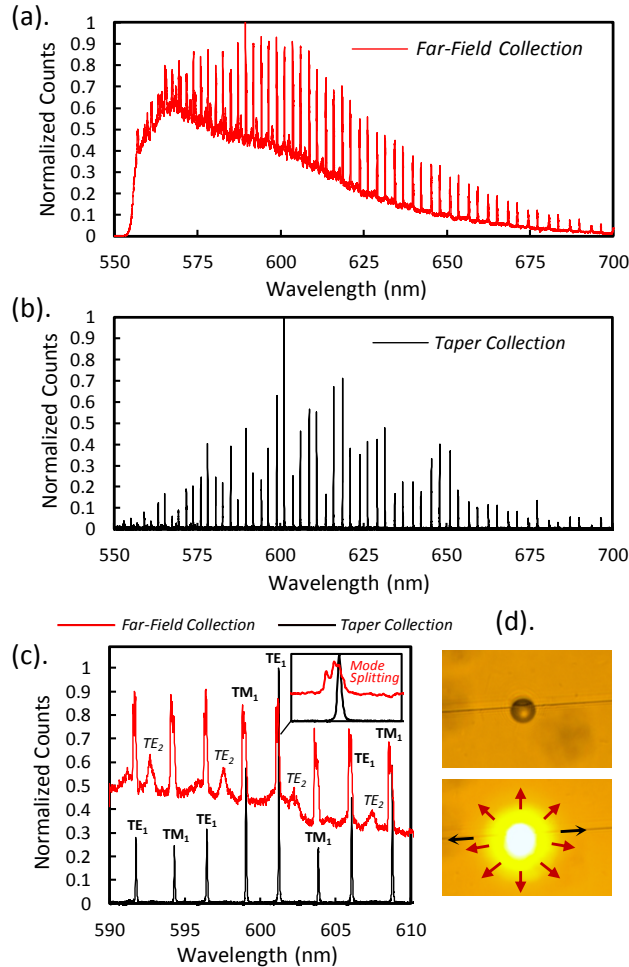 (a).
1
0.9
0.8
0.7
0.6
0.5
0.4
0.3
0.2
0.1
0
Normalized Counts
Far-Field Collection
550 575 600 625 650 675 700
Wavelength (nm)
(b).
1
0.9
0.8
0.7
0.6
0.5
0.4
0.3
0.2
0.1
0
Normalized Counts
Taper Collection
550 575 600 625 650 675 700
Wavelength (nm)
Far-Field Collection Taper Collection
(c).
1
0.9
0.8
0.7
0.6
0.5
0.4
0.3
0.2
0.1
0
Normalized Counts
TE1
Mode
Splitting
TM1
TM1
TE2
TE2
TE1
TE2
TE2
TE1
TM1
TE1
TM1
590 595 600 605 610
Wavelength (nm)
(d).